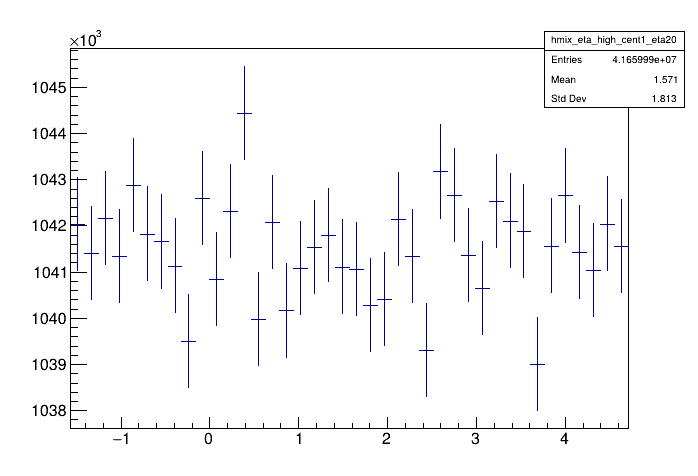 ×10³
hmix_eta_high_cent1_eta20
Entries 4.165999e+07
Mean 1.571
Std Dev 1.813
1045
1044
1043
1042
1041
1040
1039
1038
−1 0 1 2 3 4